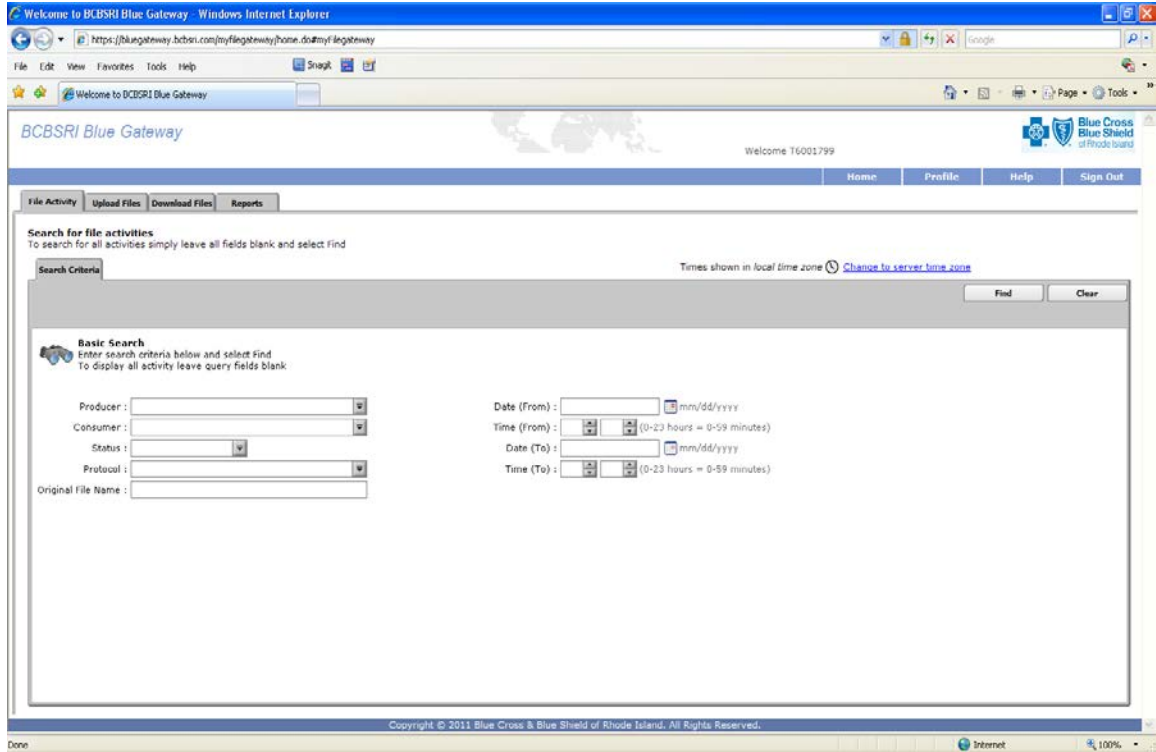 Welcome to BCBSRI Blue Gateway - Windows Internet Explorer
https://bluegateway.bcbsri.com/myfilegateway/home.do#myFilegateway
Google
File Edit View Favorites Tools Help
SnagIt
Welcome to BCBSRI Blue Gateway
Page
Tools
BCBSRI Blue Gateway
Welcome T6001799
Blue Cross
Blue Shield
of Rhode Island
Home Profile Help Sign Out
File Activity Upload Files Download Files Reports
Search for file activities
To search for all activities simply leave all fields blank and select Find
Search Criteria
Times shown in local time zone Change to server time zone
Find Clear
Basic Search
Enter search criteria below and select Find
To display all activity leave query fields blank
Producer : Date (From) : mm/dd/yyyy
Consumer : Time (From) : (0-23 hours = 0-59 minutes)
Status : Date (To) : mm/dd/yyyy
Protocol : Time (To) : (0-23 hours = 0-59 minutes)
Original File Name :
Copyright © 2011 Blue Cross & Blue Shield of Rhode Island. All Rights Reserved.
Done Internet 100%